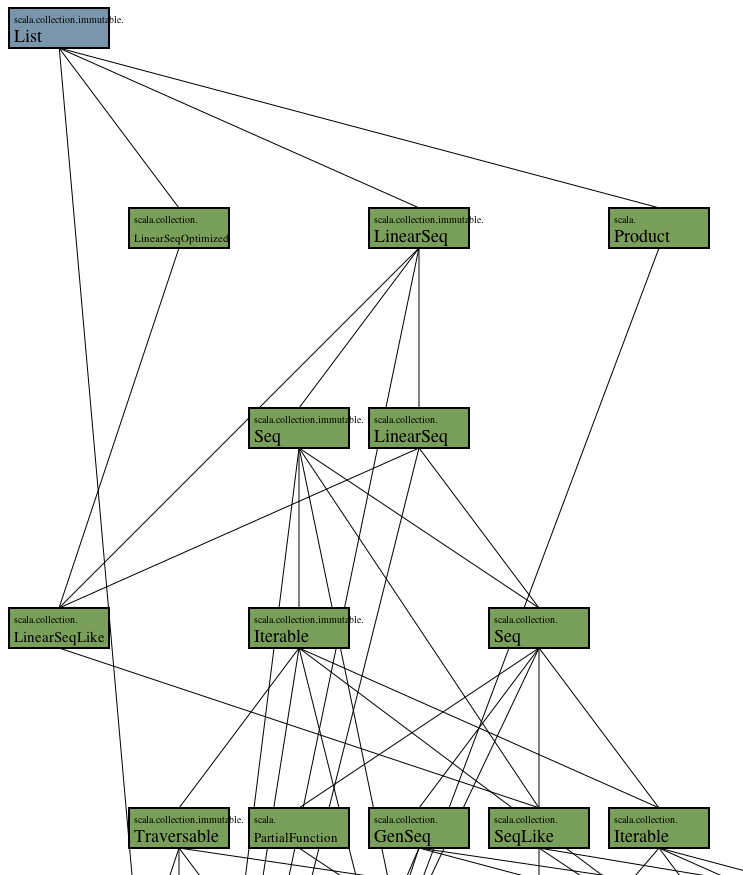 scala.collection.immutable.
List
scala.collection.
LinearSeqOptimized
scala.collection.immutable.
LinearSeq
scala.
Product
scala.collection.immutable.
Seq
scala.collection.
LinearSeq
scala.collection.
LinearSeqLike
scala.collection.immutable.
Iterable
scala.collection.
Seq
scala.collection.immutable.
Traversable
scala.
PartialFunction
scala.collection.
GenSeq
scala.collection.
SeqLike
scala.collection.
Iterable